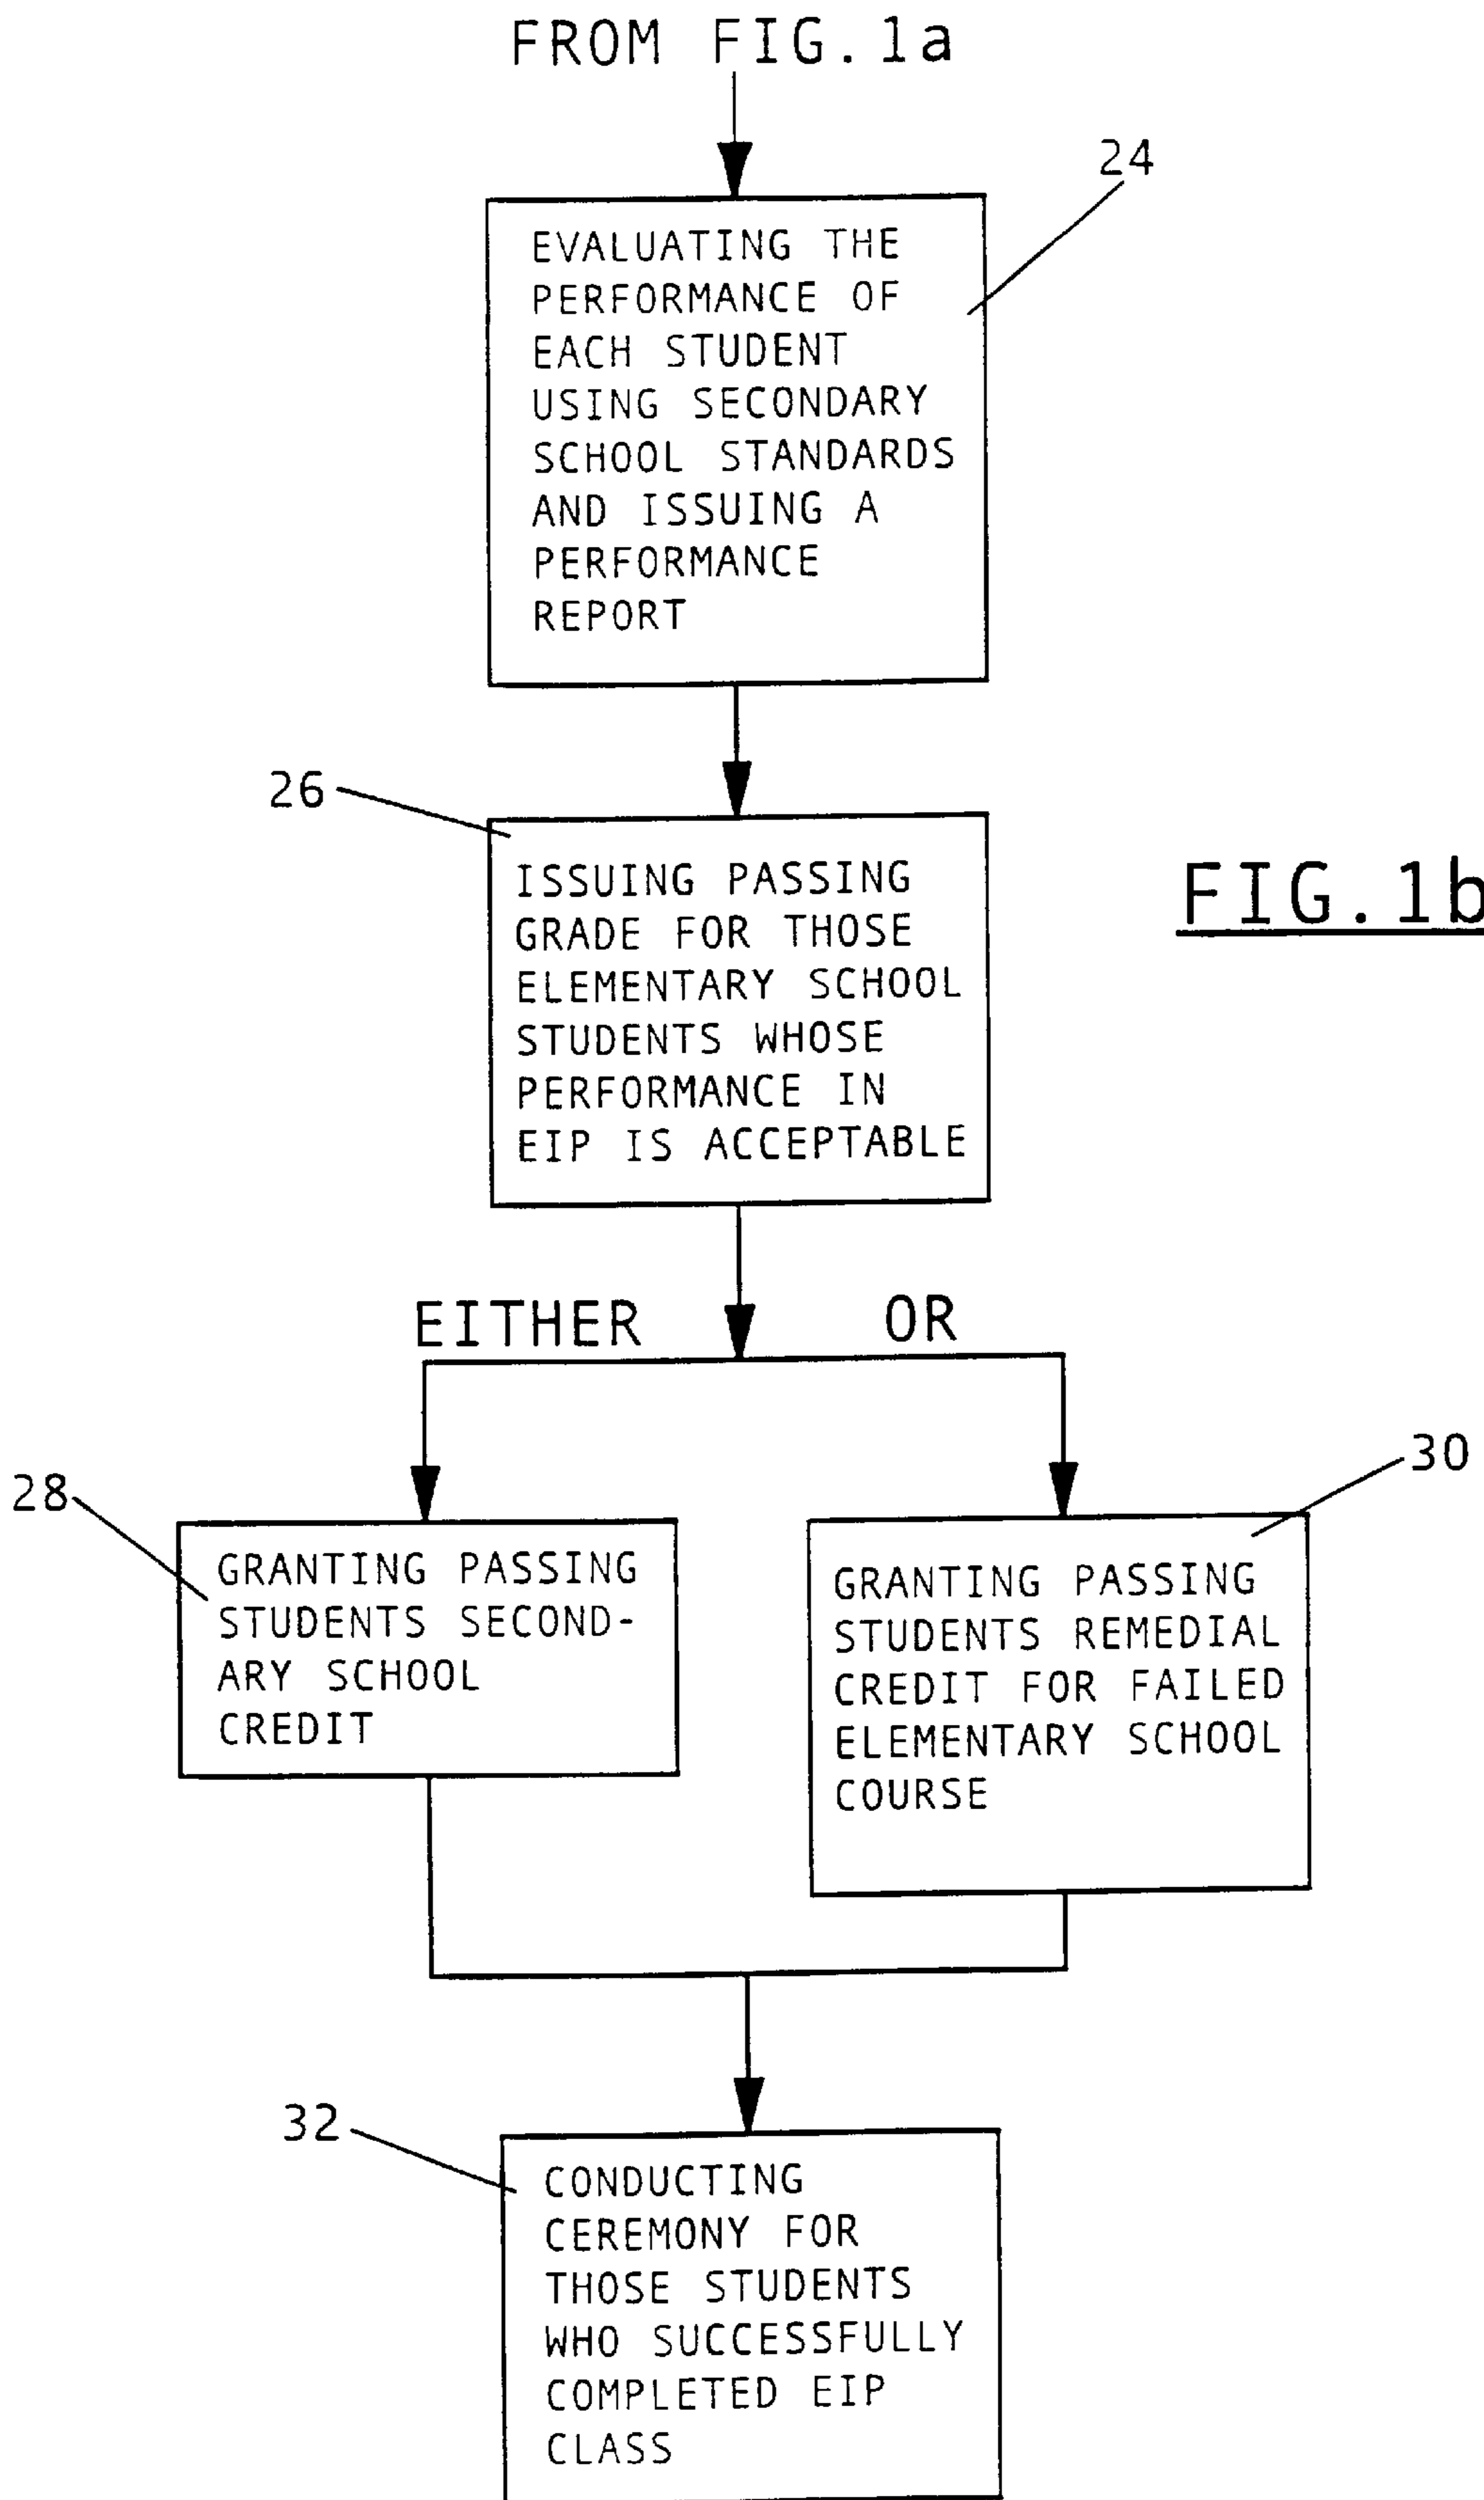 FROM FIG.1a
24
EVALUATING THE
PERFORMANCE OF
EACH STUDENT
USING SECONDARY
SCHOOL STANDARDS
AND ISSUING A
PERFORMANCE
REPORT
26
ISSUING PASSING
GRADE FOR THOSE
ELEMENTARY SCHOOL
STUDENTS WHOSE
PERFORMANCE IN
EIP IS ACCEPTABLE
FIG.1b
EITHER OR
28
GRANTING PASSING
STUDENTS SECOND-
ARY SCHOOL
CREDIT
30
GRANTING PASSING
STUDENTS REMEDIAL
CREDIT FOR FAILED
ELEMENTARY SCHOOL
COURSE
32
CONDUCTING
CEREMONY FOR
THOSE STUDENTS
WHO SUCCESSFULLY
COMPLETED EIP
CLASS